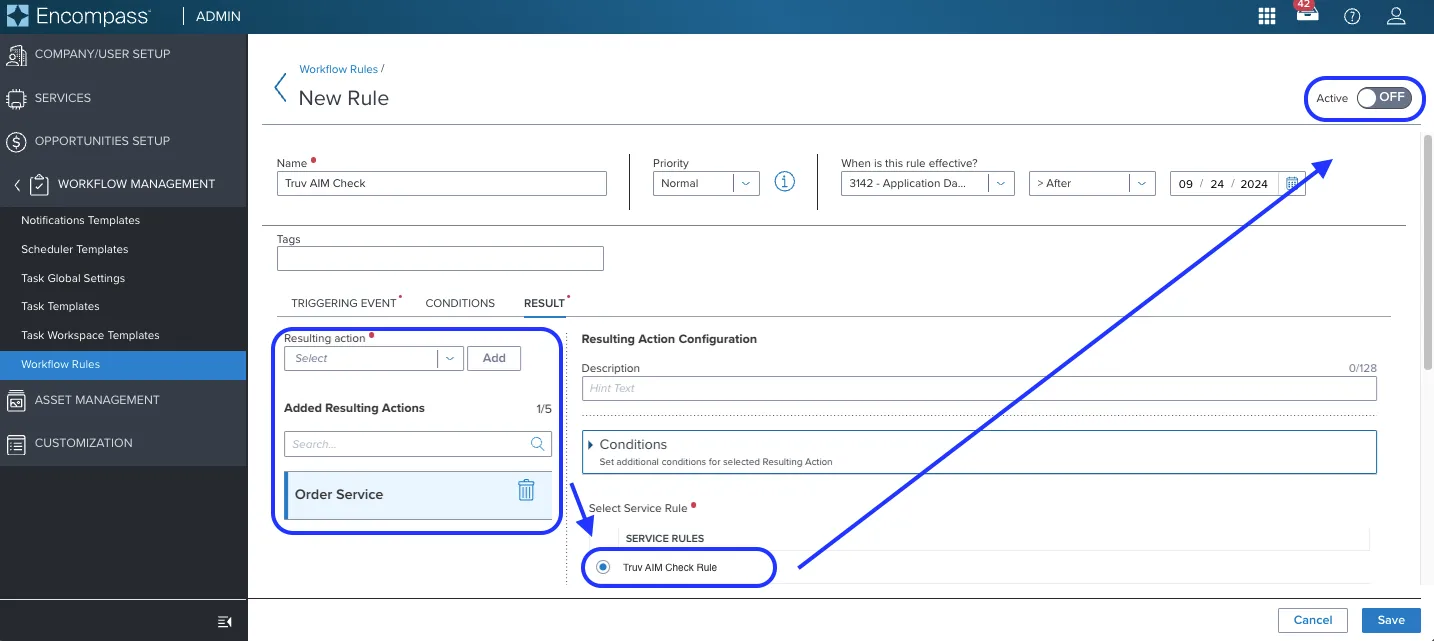 Encompass ADMIN 42
COMPANY/USER SETUP
SERVICES
OPPORTUNITIES SETUP
WORKFLOW MANAGEMENT
Notifications Templates
Scheduler Templates
Task Global Settings
Task Templates
Task Workspace Templates
Workflow Rules
ASSET MANAGEMENT
CUSTOMIZATION
Workflow Rules /
New Rule
Active OFF
Name Priority When is this rule effective?
Truv AIM Check Normal 3142 - Application Da... > After 09 / 24 / 2024
Tags
TRIGGERING EVENT* CONDITIONS RESULT*
Resulting action
Select Add
Added Resulting Actions 1/5
Search...
Order Service
Resulting Action Configuration
Description 0/128
Hint Text
Conditions
Set additional conditions for selected Resulting Action
Select Service Rule
SERVICE RULES
Truv AIM Check Rule
Cancel Save